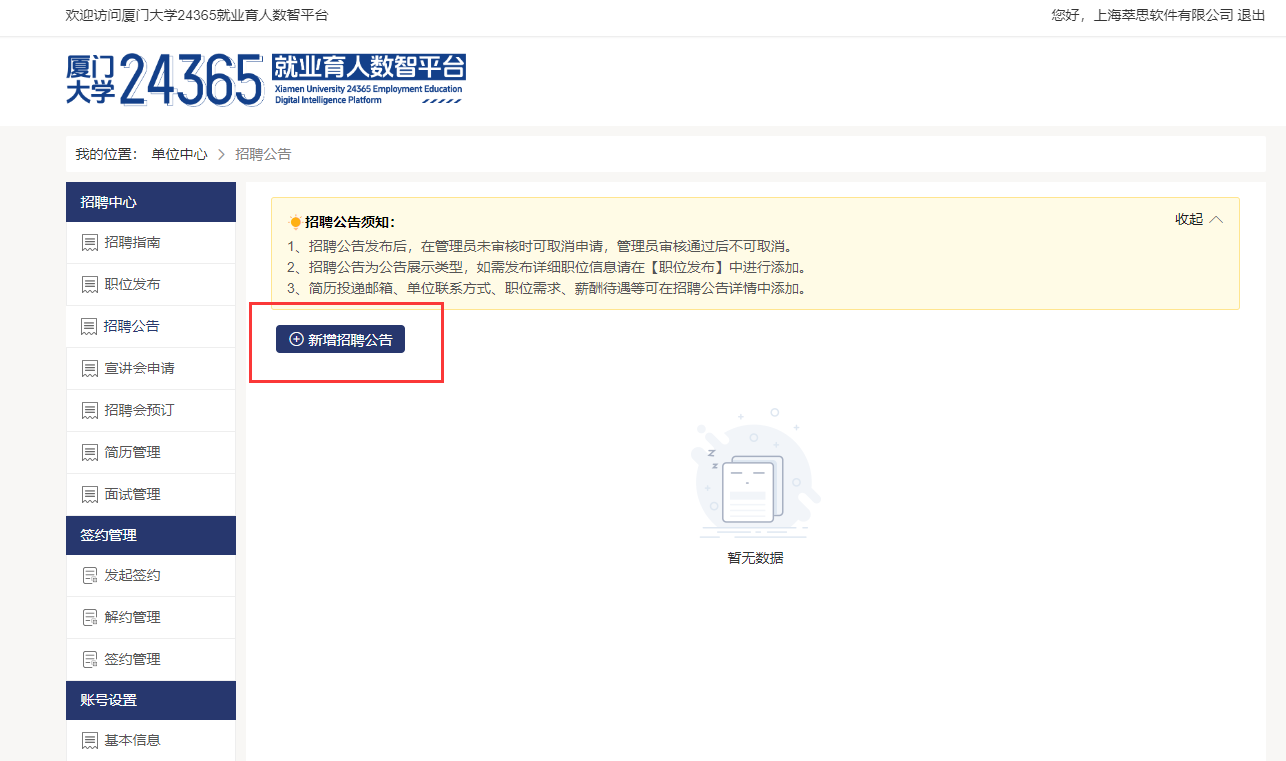 欢迎访问厦门大学24365就业育人数智平台
您好，上海萃思软件有限公司 退出
厦门大学 24365 就业育人数智平台
Xiamen University 24365 Employment Education
Digital Intelligence Platform
我的位置： 单位中心 > 招聘公告
招聘中心
招聘指南
职位发布
招聘公告
宣讲会申请
招聘会预订
简历管理
面试管理
签约管理
发起签约
解约管理
签约管理
账号设置
基本信息
招聘公告须知：
收起
1、招聘公告发布后，在管理员未审核时可取消申请，管理员审核通过后不可取消。
2、招聘公告为公告展示类型，如需发布详细职位信息请在【职位发布】中进行添加。
3、简历投递邮箱、单位联系方式、职位需求、薪酬待遇等可在招聘公告详情中添加。
新增招聘公告
z
z
暂无数据